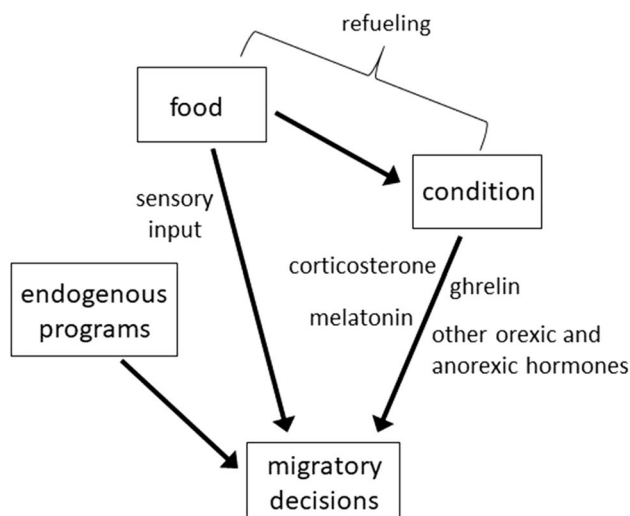 refueling
food
condition
sensory
input
corticosterone
ghrelin
endogenous
programs
melatonin
other orexic and
anorexic hormones
migratory
decisions